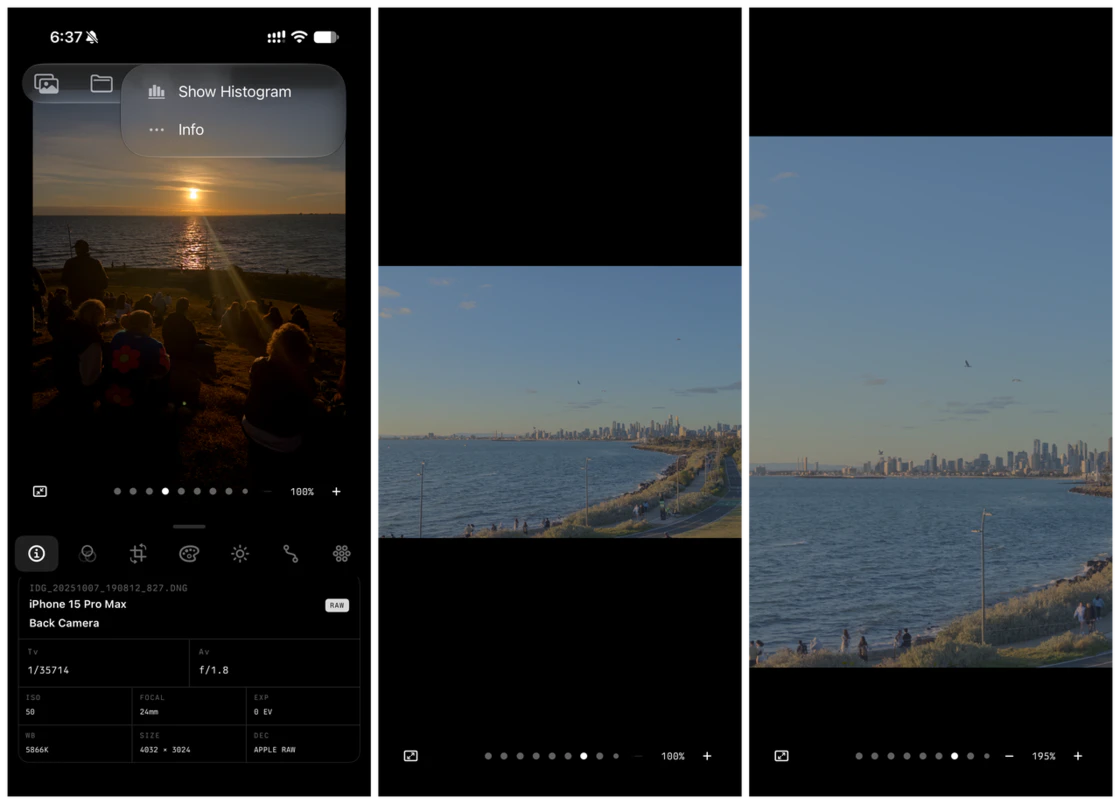 6:37
Show Histogram
Info
100%
IDG_20251007_190812_827.DNG
iPhone 15 Pro Max
RAW
Back Camera
Tv
Av
1/35714
f/1.8
ISO
FOCAL
EXP
50
24mm
0 EV
WB
SIZE
DEC
5866K
4032 × 3024
APPLE RAW
100%
195%